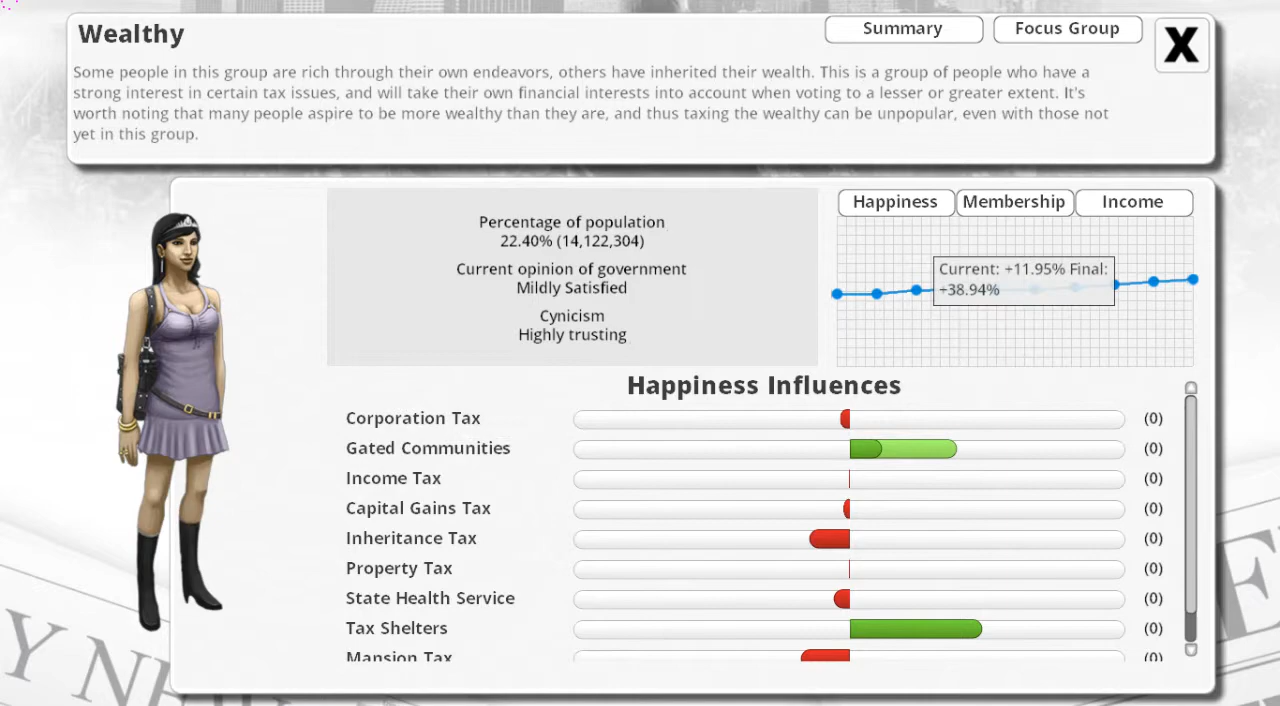 Wealthy
Summary
Focus Group
X
Some people in this group are rich through their own endeavors, others have inherited their wealth. This is a group of people who have a
strong interest in certain tax issues, and will take their own financial interests into account when voting to a lesser or greater extent. It's
worth noting that many people aspire to be more wealthy than they are, and thus taxing the wealthy can be unpopular, even with those not
yet in this group.
Percentage of population
22.40% (14,122,304)
Current opinion of government
Mildly Satisfied
Cynicism
Highly trusting
Happiness
Membership
Income
Current: +11.95% Final:
+38.94%
Happiness Influences
Corporation Tax (0)
Gated Communities (0)
Income Tax (0)
Capital Gains Tax (0)
Inheritance Tax (0)
Property Tax (0)
State Health Service (0)
Tax Shelters (0)
Mansion Tax (0)
Y NE
E